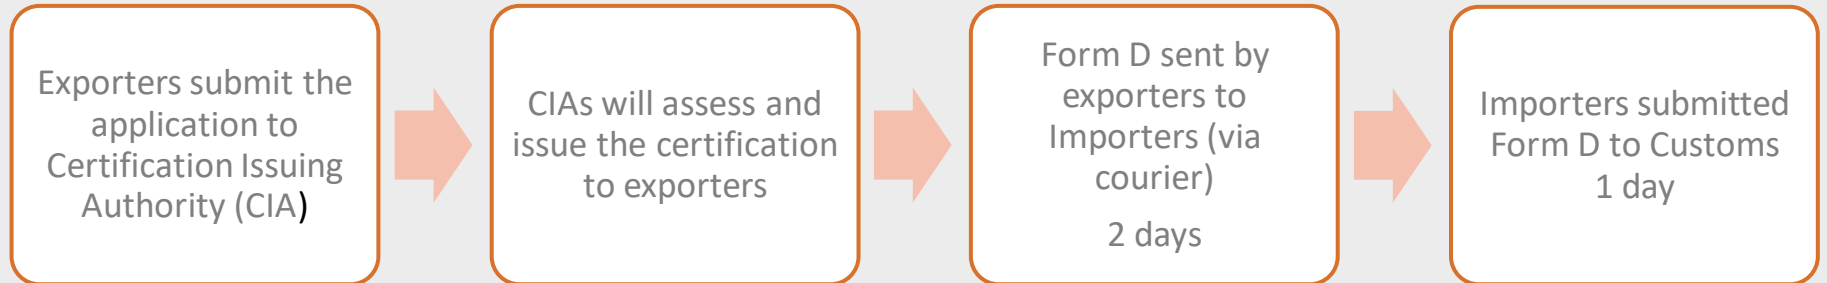 Exporters submit the
application to
Certification Issuing
Authority (CIA)
CIAs will assess and
issue the certification
to exporters
Form D sent by
exporters to
Importers (via
courier)
2 days
Importers submitted
Form D to Customs
1 day